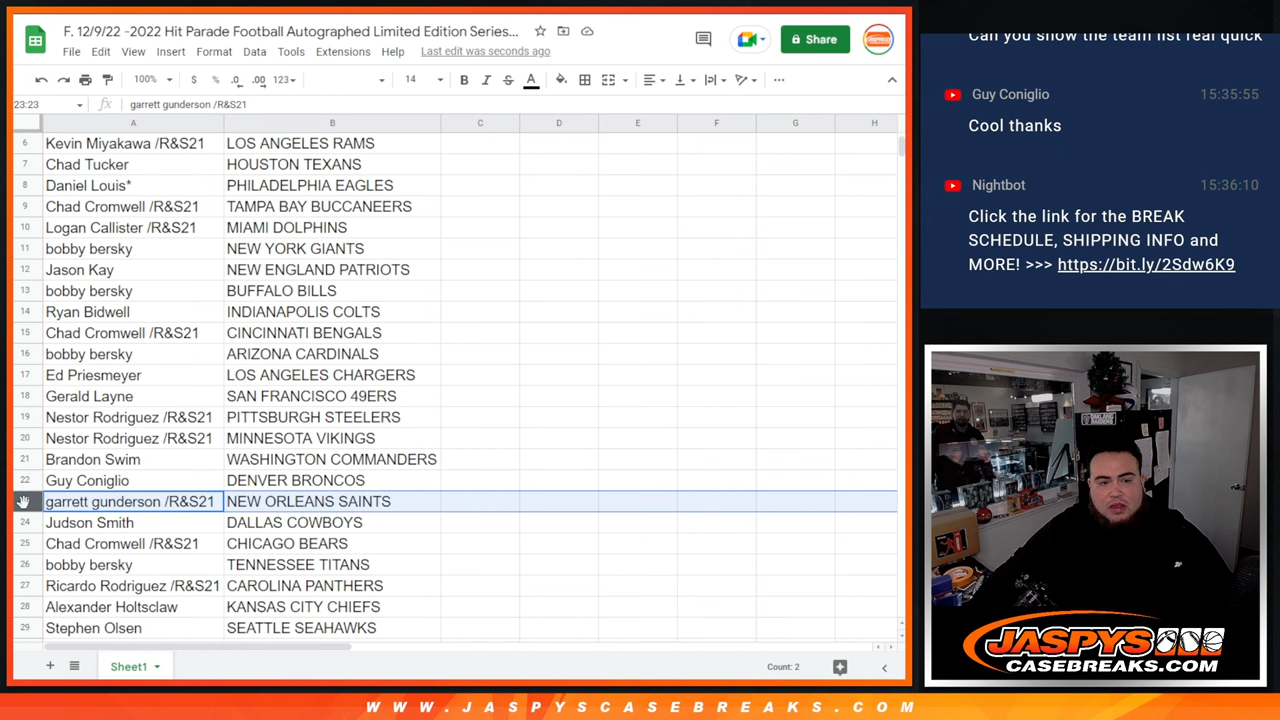 F. 12/9/22 -2022 Hit Parade Football Autographed Limited Edition Series...
File Edit View Insert Format Data Tools Extensions Help Last edit was seconds ago
Share
100% $ % .0 .00 123 14 B I S A
23:23 fx garrett gunderson /R&S21
A B C D E F G H
6 Kevin Miyakawa /R&S21 LOS ANGELES RAMS
7 Chad Tucker HOUSTON TEXANS
8 Daniel Louis* PHILADELPHIA EAGLES
9 Chad Cromwell /R&S21 TAMPA BAY BUCCANEERS
10 Logan Callister /R&S21 MIAMI DOLPHINS
11 bobby bersky NEW YORK GIANTS
12 Jason Kay NEW ENGLAND PATRIOTS
13 bobby bersky BUFFALO BILLS
14 Ryan Bidwell INDIANAPOLIS COLTS
15 Chad Cromwell /R&S21 CINCINNATI BENGALS
16 bobby bersky ARIZONA CARDINALS
17 Ed Priesmeyer LOS ANGELES CHARGERS
18 Gerald Layne SAN FRANCISCO 49ERS
19 Nestor Rodriguez /R&S21 PITTSBURGH STEELERS
20 Nestor Rodriguez /R&S21 MINNESOTA VIKINGS
21 Brandon Swim WASHINGTON COMMANDERS
22 Guy Coniglio DENVER BRONCOS
garrett gunderson /R&S21 NEW ORLEANS SAINTS
24 Judson Smith DALLAS COWBOYS
25 Chad Cromwell /R&S21 CHICAGO BEARS
26 bobby bersky TENNESSEE TITANS
27 Ricardo Rodriguez /R&S21 CAROLINA PANTHERS
28 Alexander Holtsclaw KANSAS CITY CHIEFS
29 Stephen Olsen SEATTLE SEAHAWKS
Sheet1 Count: 2
Can you show the team list real quick
Guy Coniglio 15:35:55
Cool thanks
Nightbot 15:36:10
Click the link for the BREAK
SCHEDULE, SHIPPING INFO and
MORE! >>> https://bit.ly/2Sdw6K9
JASPYS
CASEBREAKS.COM
WWW.JASPYSCASEBREAKS.COM